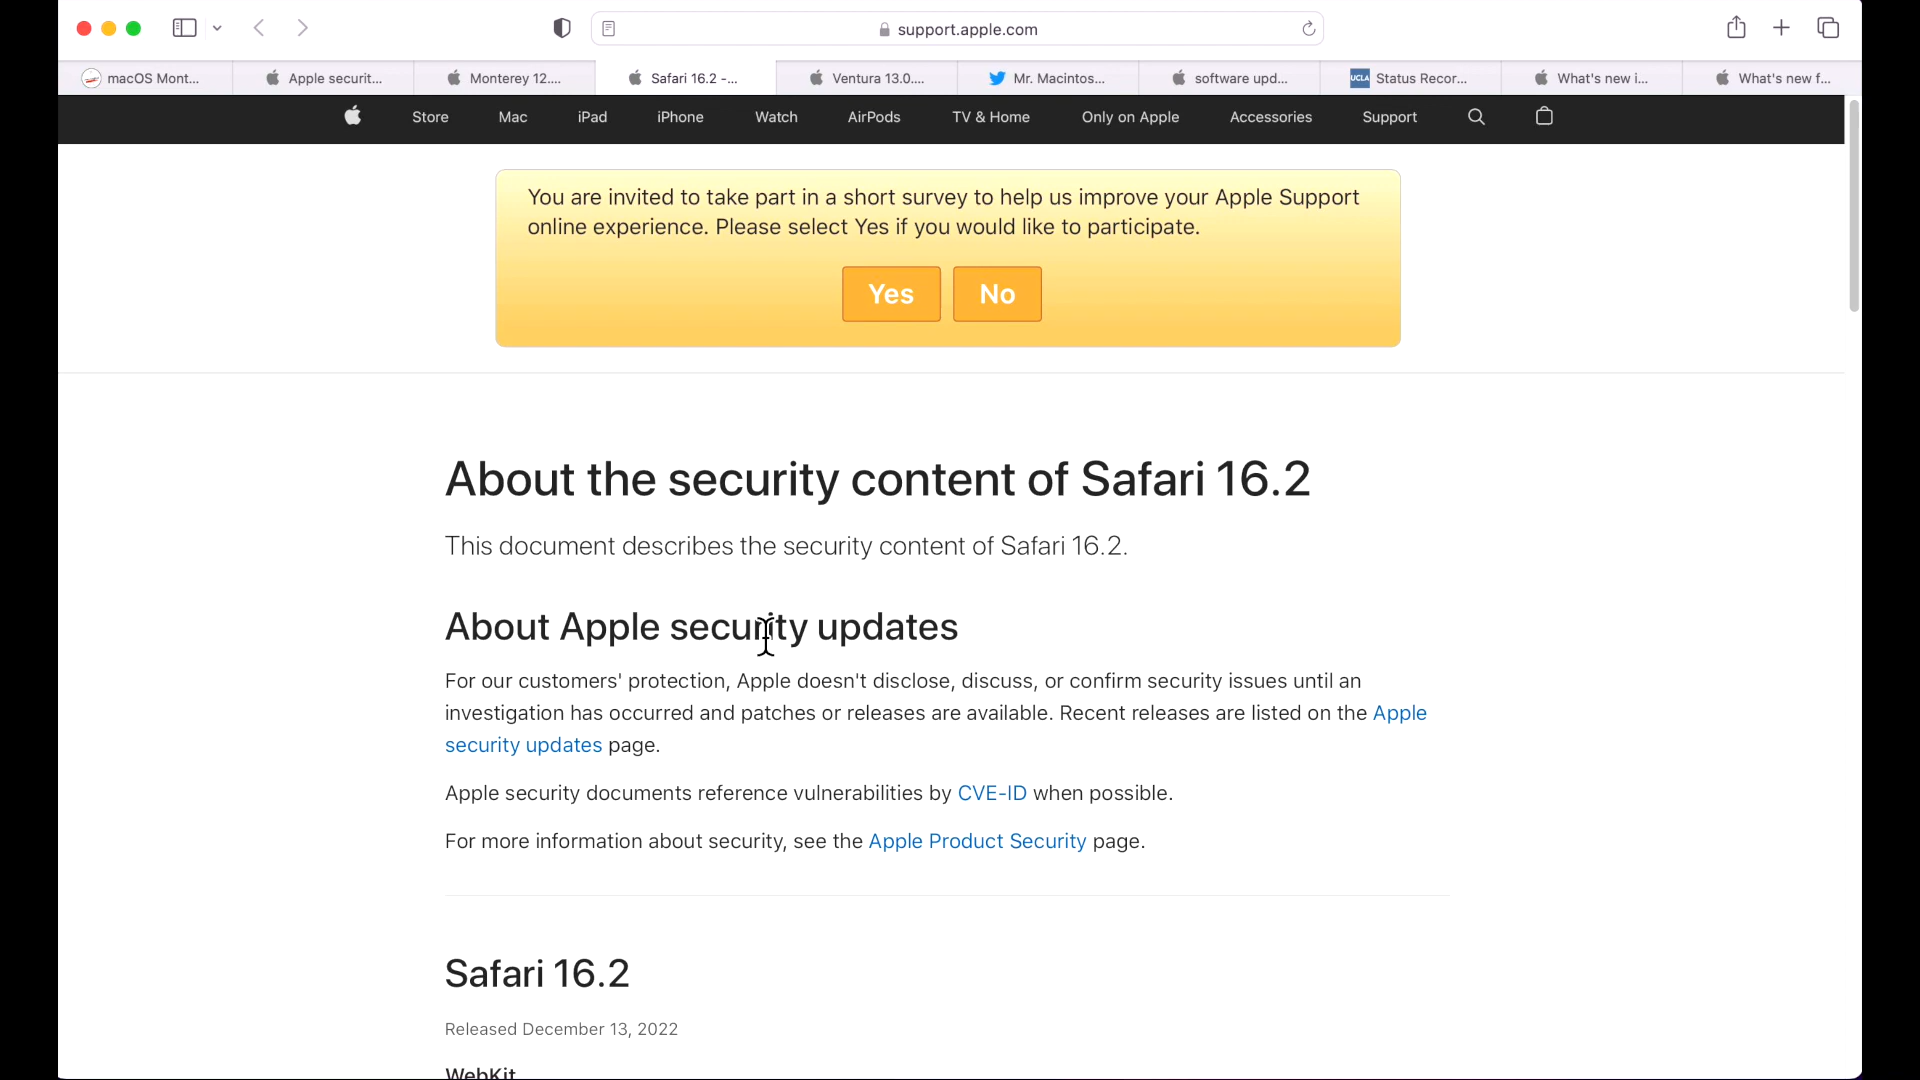 support.apple.com
macOS Mont...
Apple securit...
Monterey 12....
Safari 16.2 -...
Ventura 13.0....
Mr. Macintos...
software upd...
UCLA Status Recor...
What's new i...
What's new f...
Store Mac iPad iPhone Watch AirPods TV & Home Only on Apple Accessories Support
You are invited to take part in a short survey to help us improve your Apple Support
online experience. Please select Yes if you would like to participate.
Yes No
About the security content of Safari 16.2
This document describes the security content of Safari 16.2.
About Apple security updates
For our customers' protection, Apple doesn't disclose, discuss, or confirm security issues until an
investigation has occurred and patches or releases are available. Recent releases are listed on the Apple
security updates page.
Apple security documents reference vulnerabilities by CVE-ID when possible.
For more information about security, see the Apple Product Security page.
Safari 16.2
Released December 13, 2022
WebKit